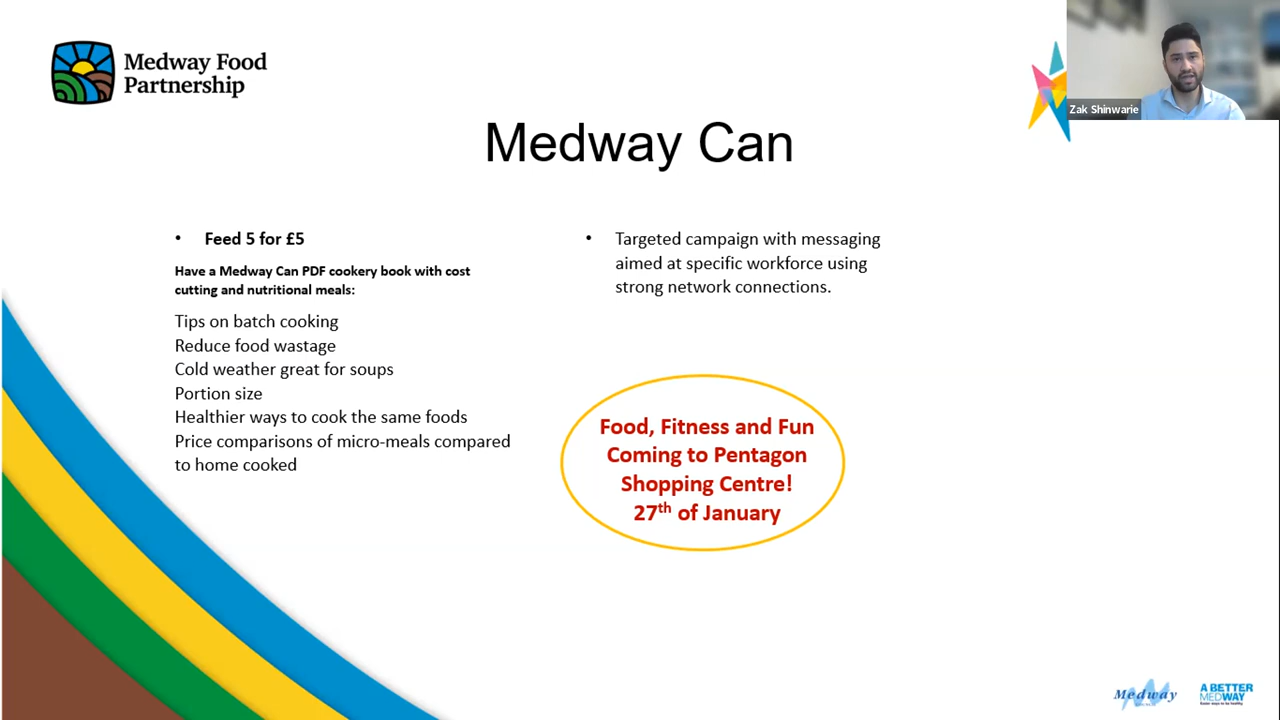 Medway Food
Partnership
Zak Shinwarie
Medway Can
• Feed 5 for £5
Have a Medway Can PDF cookery book with cost
cutting and nutritional meals:
Tips on batch cooking
Reduce food wastage
Cold weather great for soups
Portion size
Healthier ways to cook the same foods
Price comparisons of micro-meals compared
to home cooked
• Targeted campaign with messaging
aimed at specific workforce using
strong network connections.
Food, Fitness and Fun
Coming to Pentagon
Shopping Centre!
27th of January
Medway
A BETTER
MEDWAY